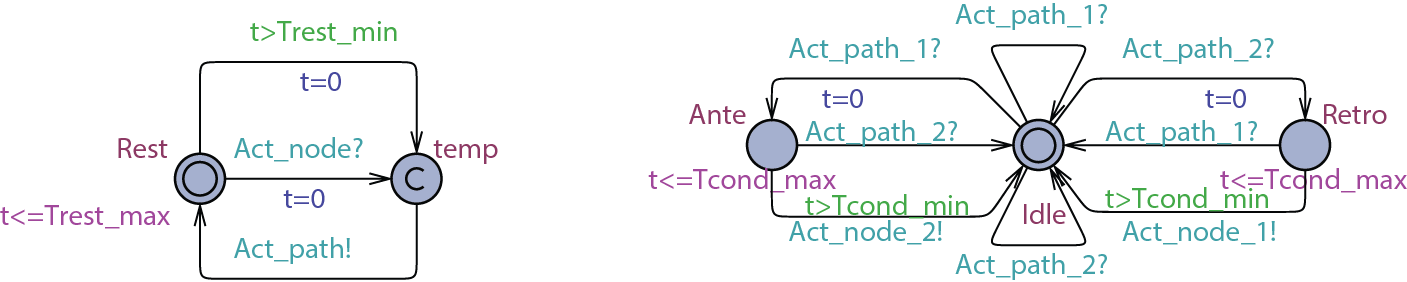 t>Trest_min
t=0
Rest
Act_node?
temp
C
t=0
t<=Trest_max
Act_path!
Act_path_1?
Act_path_1?
Act_path_2?
t=0
t=0
Ante
Retro
Act_path_2?
Act_path_1?
t<=Tcond_max
t<=Tcond_max
t>Tcond_min
t>Tcond_min
Idle
Act_node_2!
Act_node_1!
Act_path_2?